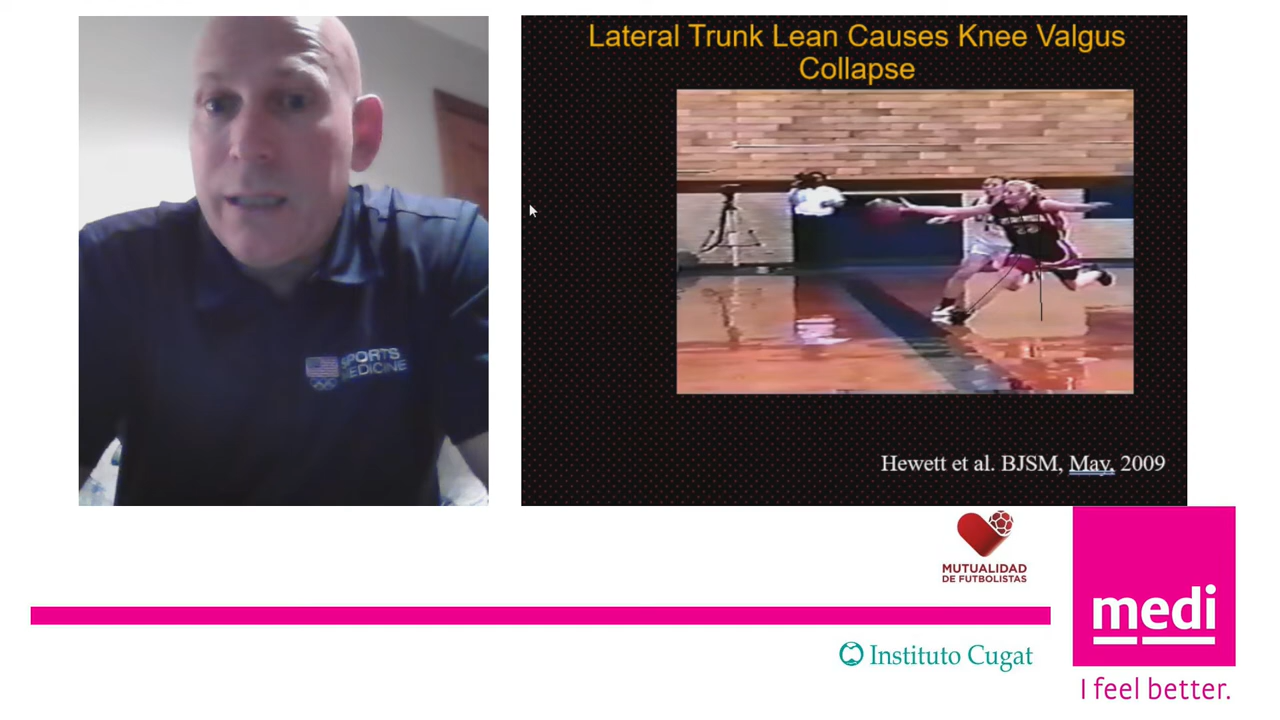 Lateral Trunk Lean Causes Knee Valgus
Collapse
SPORTS
MEDICINE
Hewett et al. BJSM, May, 2009
MUTUALIDAD
DE FUTBOLISTAS
medi
Instituto Cugat
I feel better.